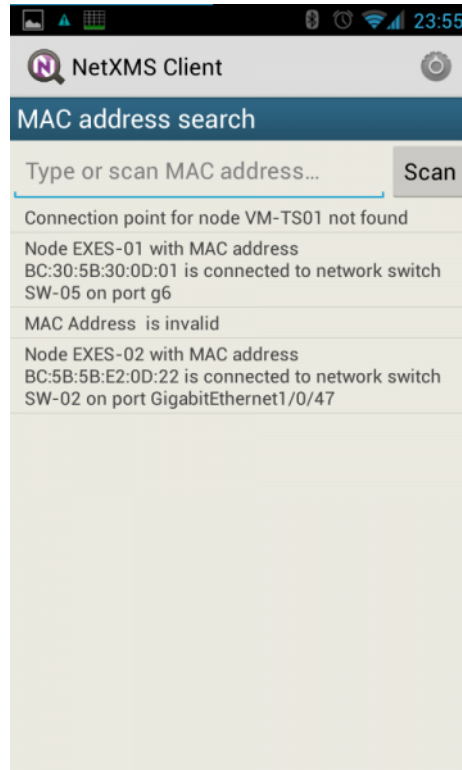 23:55
NetXMS Client
MAC address search
Type or scan MAC address...
Scan
Connection point for node VM-TS01 not found
Node EXES-01 with MAC address
BC:30:5B:30:0D:01 is connected to network switch
SW-05 on port g6
MAC Address  is invalid
Node EXES-02 with MAC address
BC:5B:5B:E2:0D:22 is connected to network switch
SW-02 on port GigabitEthernet1/0/47